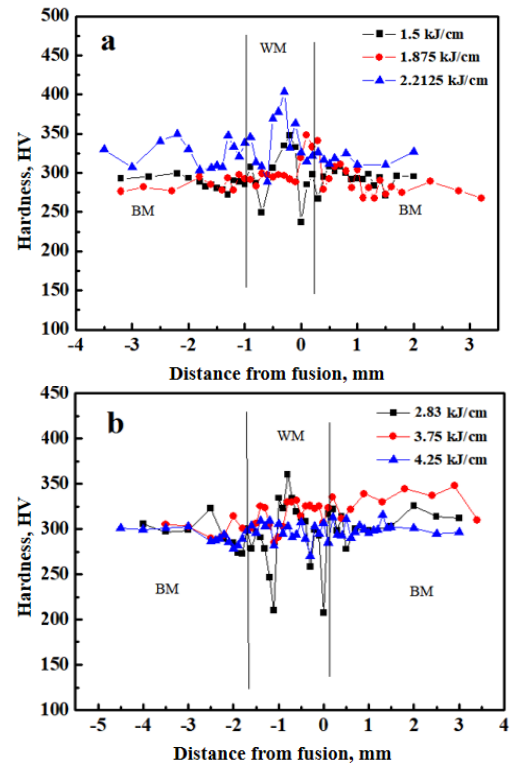 a
WM
1.5 kJ/cm
1.875 kJ/cm
2.2125 kJ/cm
BM
BM
Hardness, HV
500
450
400
350
300
250
200
150
100
-4
-3
-2
-1
0
1
2
3
Distance from fusion, mm
b
WM
2.83 kJ/cm
3.75 kJ/cm
4.25 kJ/cm
BM
BM
Hardness, HV
450
400
350
300
250
200
150
100
-5
-4
-3
-2
-1
0
1
2
3
4
Distance from fusion, mm